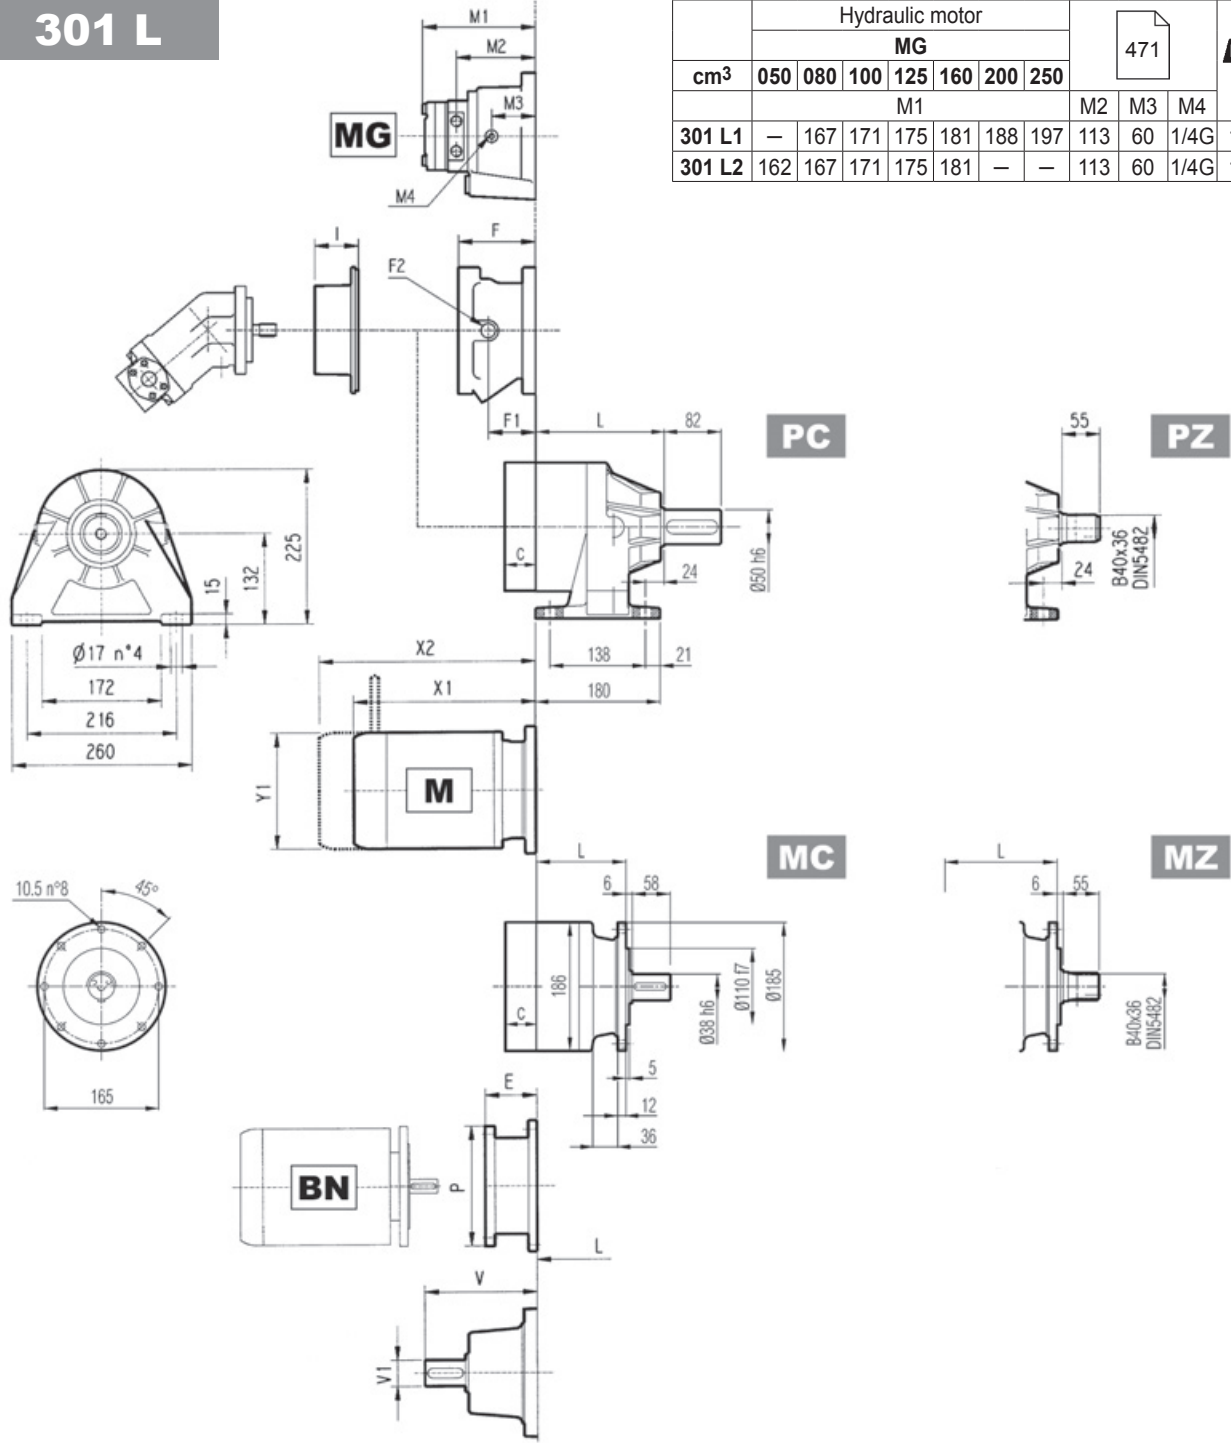 301 L
Hydraulic motor
MG
471
cm3 050 080 100 125 160 200 250
M1 M2 M3 M4
301 L1 — 167 171 175 181 188 197 113 60 1/4G
301 L2 162 167 171 175 181 — — 113 60 1/4G
M1
M2
M3
MG
M4
I
F
F2
F1
L
82
PC
55
PZ
C
24
Ø50 h6
24
B40x36
DIN5482
225
132
15
Ø17 n°4
172
216
260
138
21
180
X2
X1
Y1
M
MC
MZ
L
6
58
L
6
55
10.5 n°8
45°
165
186
C
Ø38 h6
Ø110 f7
Ø185
B40x36
DIN5482
5
12
36
E
BN
P
L
V
V1